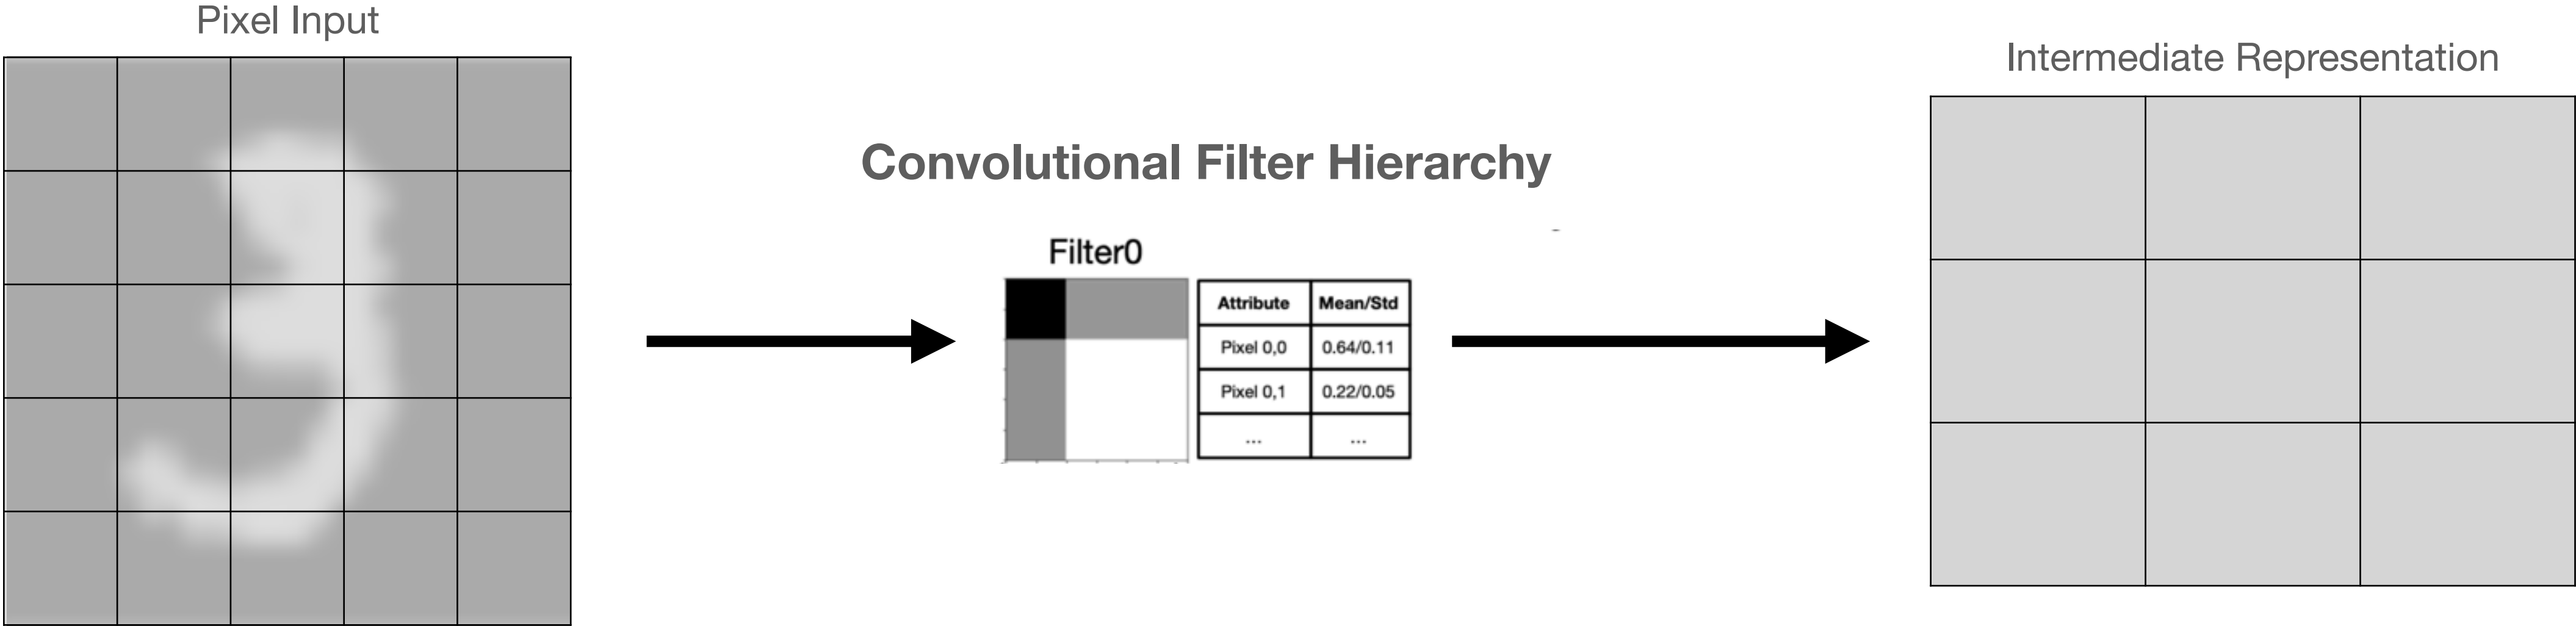 Pixel Input
Intermediate Representation
Convolutional Filter Hierarchy
Filter0
Attribute Mean/Std
Pixel 0,0 0.64/0.11
Pixel 0,1 0.22/0.05
... ...